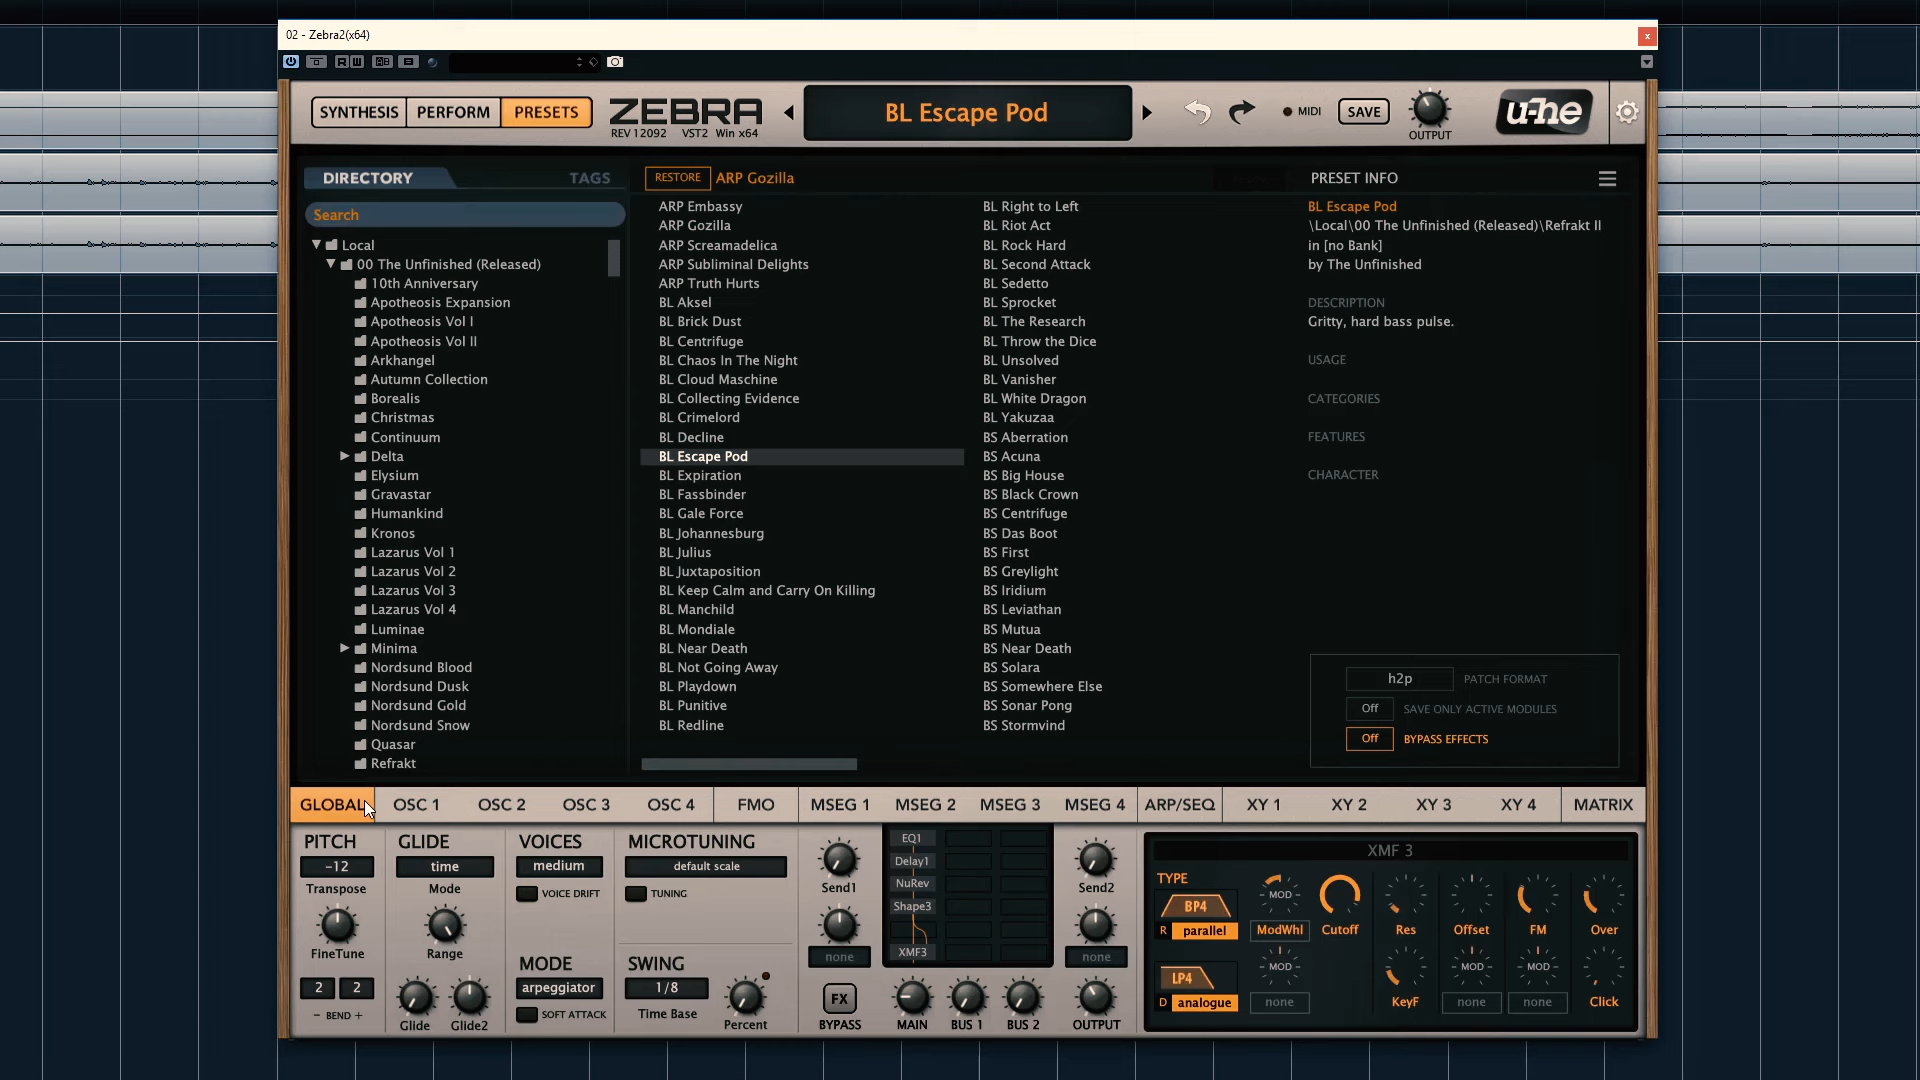 02 - Zebra2(x64)
x
R W
SYNTHESIS PERFORM PRESETS
ZEBRA
REV 12092 VST2 Win x64
BL Escape Pod
MIDI
SAVE
OUTPUT
u-he
DIRECTORY
TAGS
Search
Local
00 The Unfinished (Released)
10th Anniversary
Apotheosis Expansion
Apotheosis Vol I
Apotheosis Vol II
Arkhangel
Autumn Collection
Borealis
Christmas
Continuum
Delta
Elysium
Gravastar
Humankind
Kronos
Lazarus Vol 1
Lazarus Vol 2
Lazarus Vol 3
Lazarus Vol 4
Luminae
Minima
Nordsund Blood
Nordsund Dusk
Nordsund Gold
Nordsund Snow
Quasar
Refrakt
RESTORE ARP Gozilla
ARP Embassy
ARP Gozilla
ARP Screamadelica
ARP Subliminal Delights
ARP Truth Hurts
BL Aksel
BL Brick Dust
BL Centrifuge
BL Chaos In The Night
BL Cloud Maschine
BL Collecting Evidence
BL Crimelord
BL Decline
BL Escape Pod
BL Expiration
BL Fassbinder
BL Gale Force
BL Johannesburg
BL Julius
BL Juxtaposition
BL Keep Calm and Carry On Killing
BL Manchild
BL Mondiale
BL Near Death
BL Not Going Away
BL Playdown
BL Punitive
BL Redline
BL Right to Left
BL Riot Act
BL Rock Hard
BL Second Attack
BL Sedetto
BL Sprocket
BL The Research
BL Throw the Dice
BL Unsolved
BL Vanisher
BL White Dragon
BL Yakuzaa
BS Aberration
BS Acuna
BS Big House
BS Black Crown
BS Centrifuge
BS Das Boot
BS First
BS Greylight
BS Iridium
BS Leviathan
BS Mutua
BS Near Death
BS Solara
BS Somewhere Else
BS Sonar Pong
BS Stormvind
PRESET INFO
BL Escape Pod
\Local\00 The Unfinished (Released)\Refrakt II
in [no Bank]
by The Unfinished
DESCRIPTION
Gritty, hard bass pulse.
USAGE
CATEGORIES
FEATURES
CHARACTER
h2p PATCH FORMAT
Off SAVE ONLY ACTIVE MODULES
Off BYPASS EFFECTS
GLOBAL OSC 1 OSC 2 OSC 3 OSC 4 FMO MSEG 1 MSEG 2 MSEG 3 MSEG 4 ARP/SEQ XY 1 XY 2 XY 3 XY 4 MATRIX
PITCH
-12
Transpose
FineTune
2 2
- BEND +
GLIDE
time
Mode
Range
Glide Glide2
VOICES
medium
VOICE DRIFT
MODE
arpeggiator
SOFT ATTACK
MICROTUNING
default scale
TUNING
SWING
1/8
Time Base
Percent
Send1
none
FX
BYPASS
EQ1
Delay1
NuRev
Shape3
XMF3
MAIN BUS 1 BUS 2
Send2
none
OUTPUT
XMF 3
TYPE
BP4
R parallel
LP4
D analogue
MOD
ModWhl Cutoff Res Offset FM Over
MOD MOD MOD
none KeyF none none Click